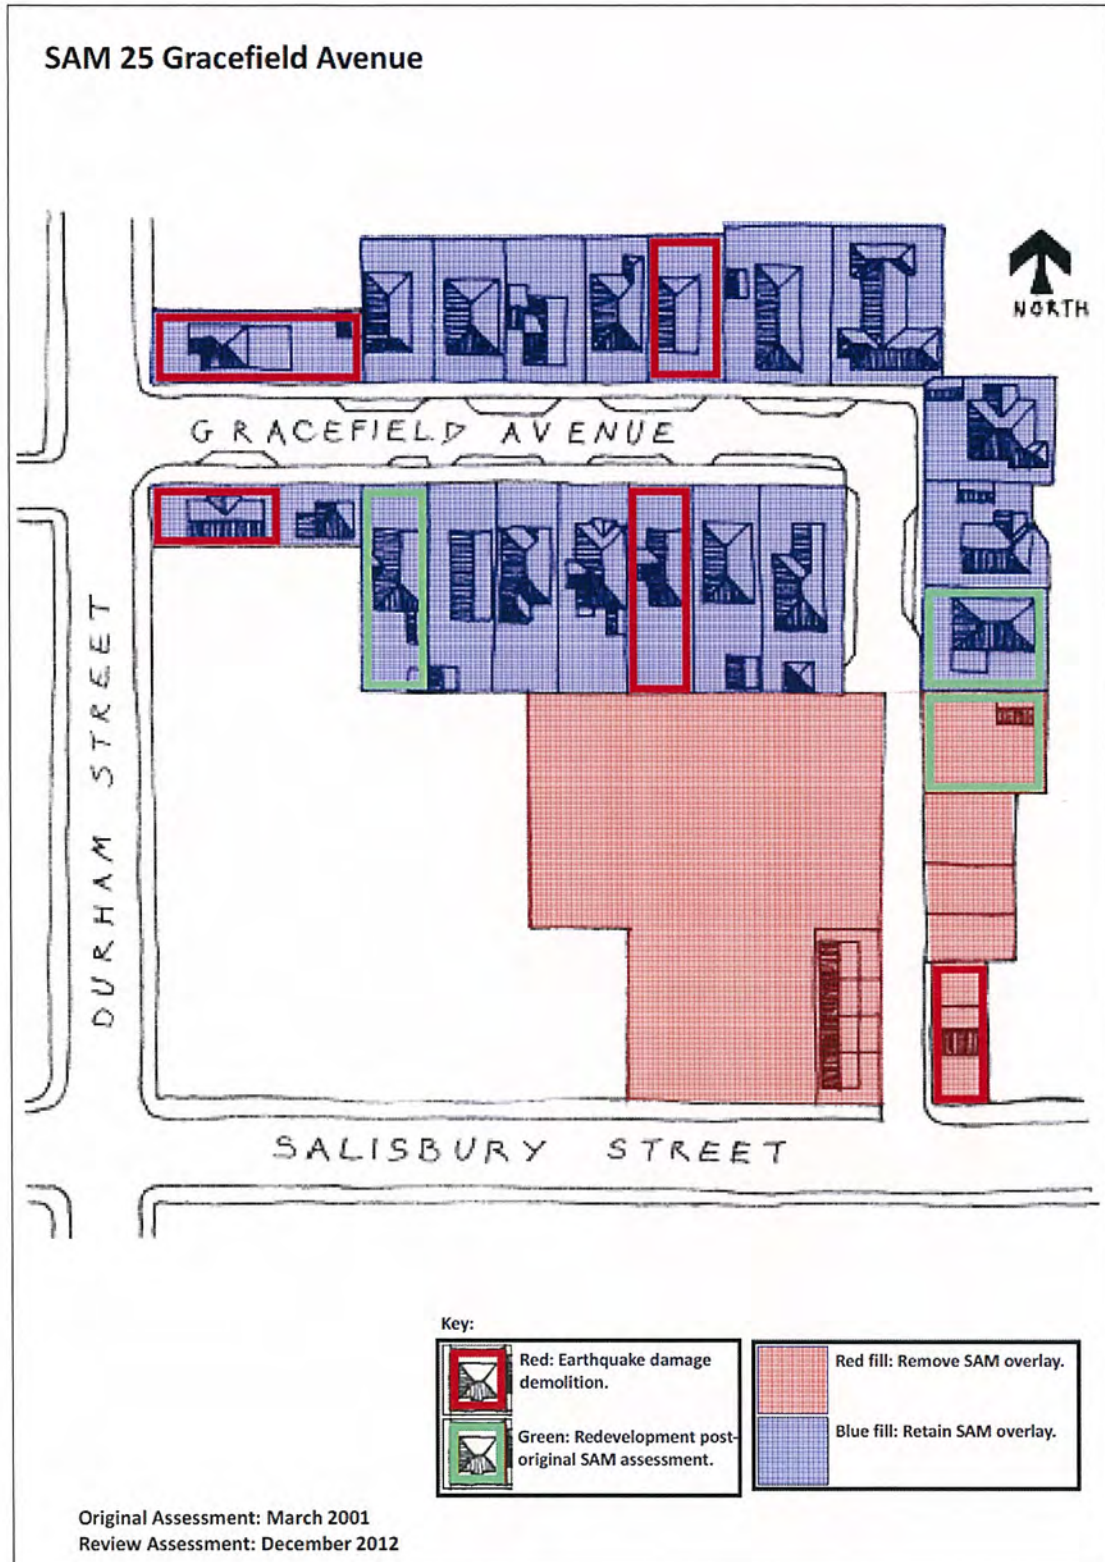 SAM 25 Gracefield Avenue
NORTH
GRACEFIELD AVENUE
DURHAM STREET
SALISBURY STREET
Key:
Red: Earthquake damage
demolition.
Green: Redevelopment post-
original SAM assessment.
Red fill: Remove SAM overlay.
Blue fill: Retain SAM overlay.
Original Assessment: March 2001
Review Assessment: December 2012